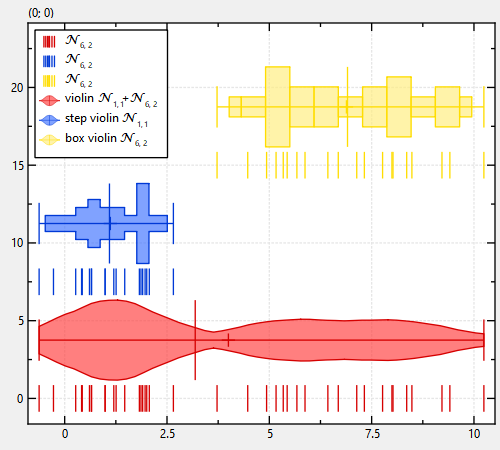 (0; 0)
𝒩6, 2
𝒩6, 2
𝒩6, 2
violin 𝒩1,1+𝒩6, 2
step violin 𝒩1,1
box violin 𝒩6, 2
20
15
10
5
0
0 2.5 5 7.5 10